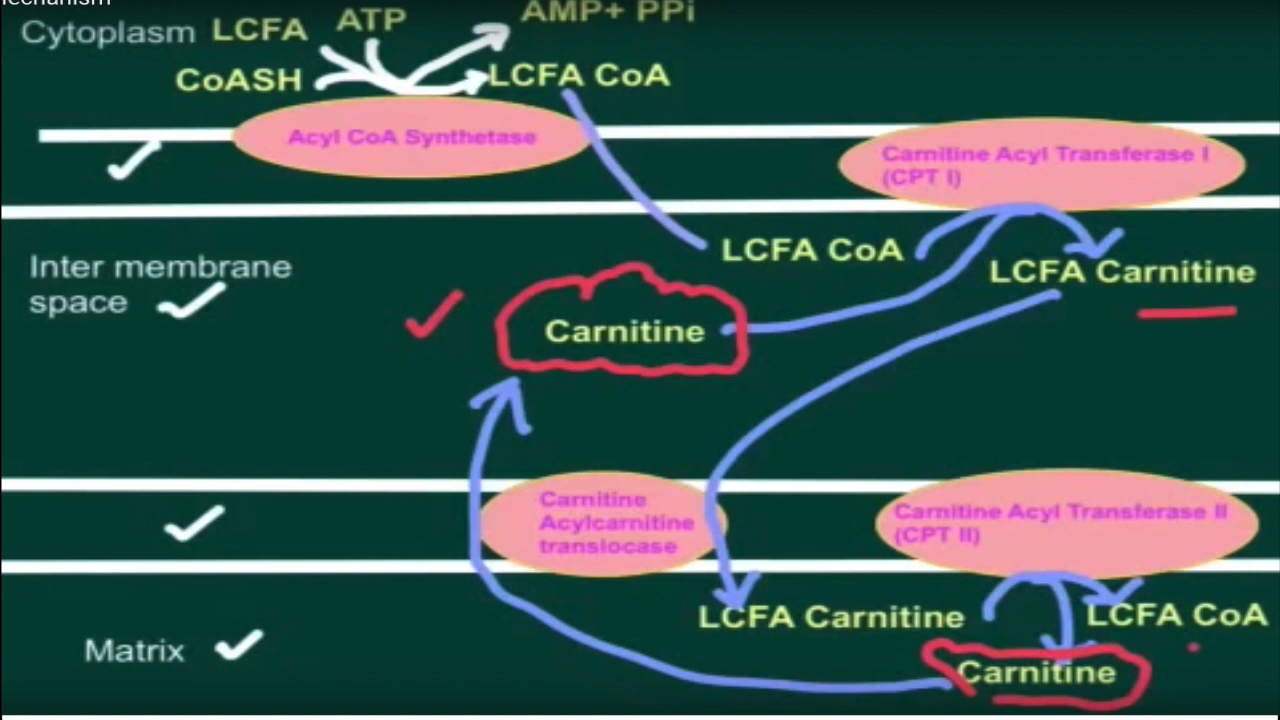 mechanism
Cytoplasm LCFA ATP AMP+ PPi
CoASH LCFA CoA
Acyl CoA Synthetase
Carnitine Acyl Transferase I
(CPT I)
Inter membrane
space
LCFA CoA
LCFA Carnitine
Carnitine
Carnitine
Acylcarnitine
translocase
Carnitine Acyl Transferase II
(CPT II)
LCFA Carnitine
LCFA CoA
Matrix
Carnitine